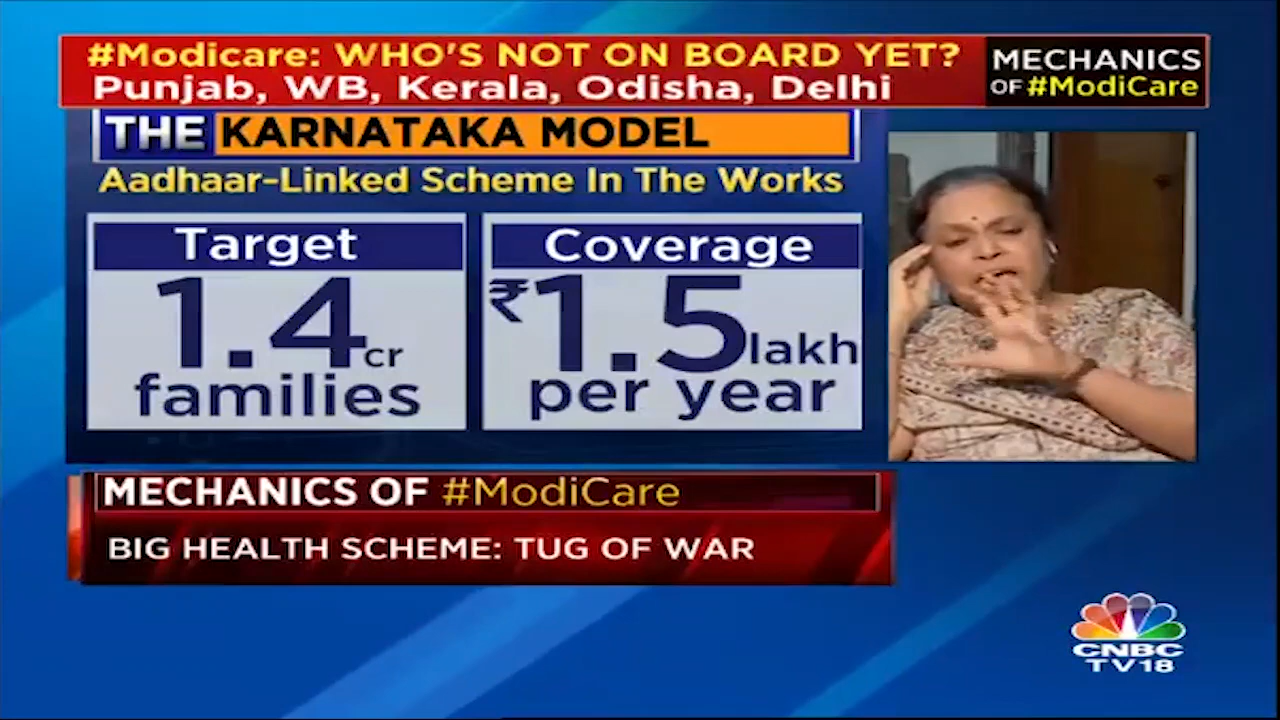 #Modicare: WHO'S NOT ON BOARD YET?
Punjab, WB, Kerala, Odisha, Delhi
MECHANICS
OF #ModiCare
THE KARNATAKA MODEL
Aadhaar-Linked Scheme In The Works
Target
1.4cr
families
Coverage
₹1.5lakh
per year
MECHANICS OF #ModiCare
BIG HEALTH SCHEME: TUG OF WAR
CNBC
TV18